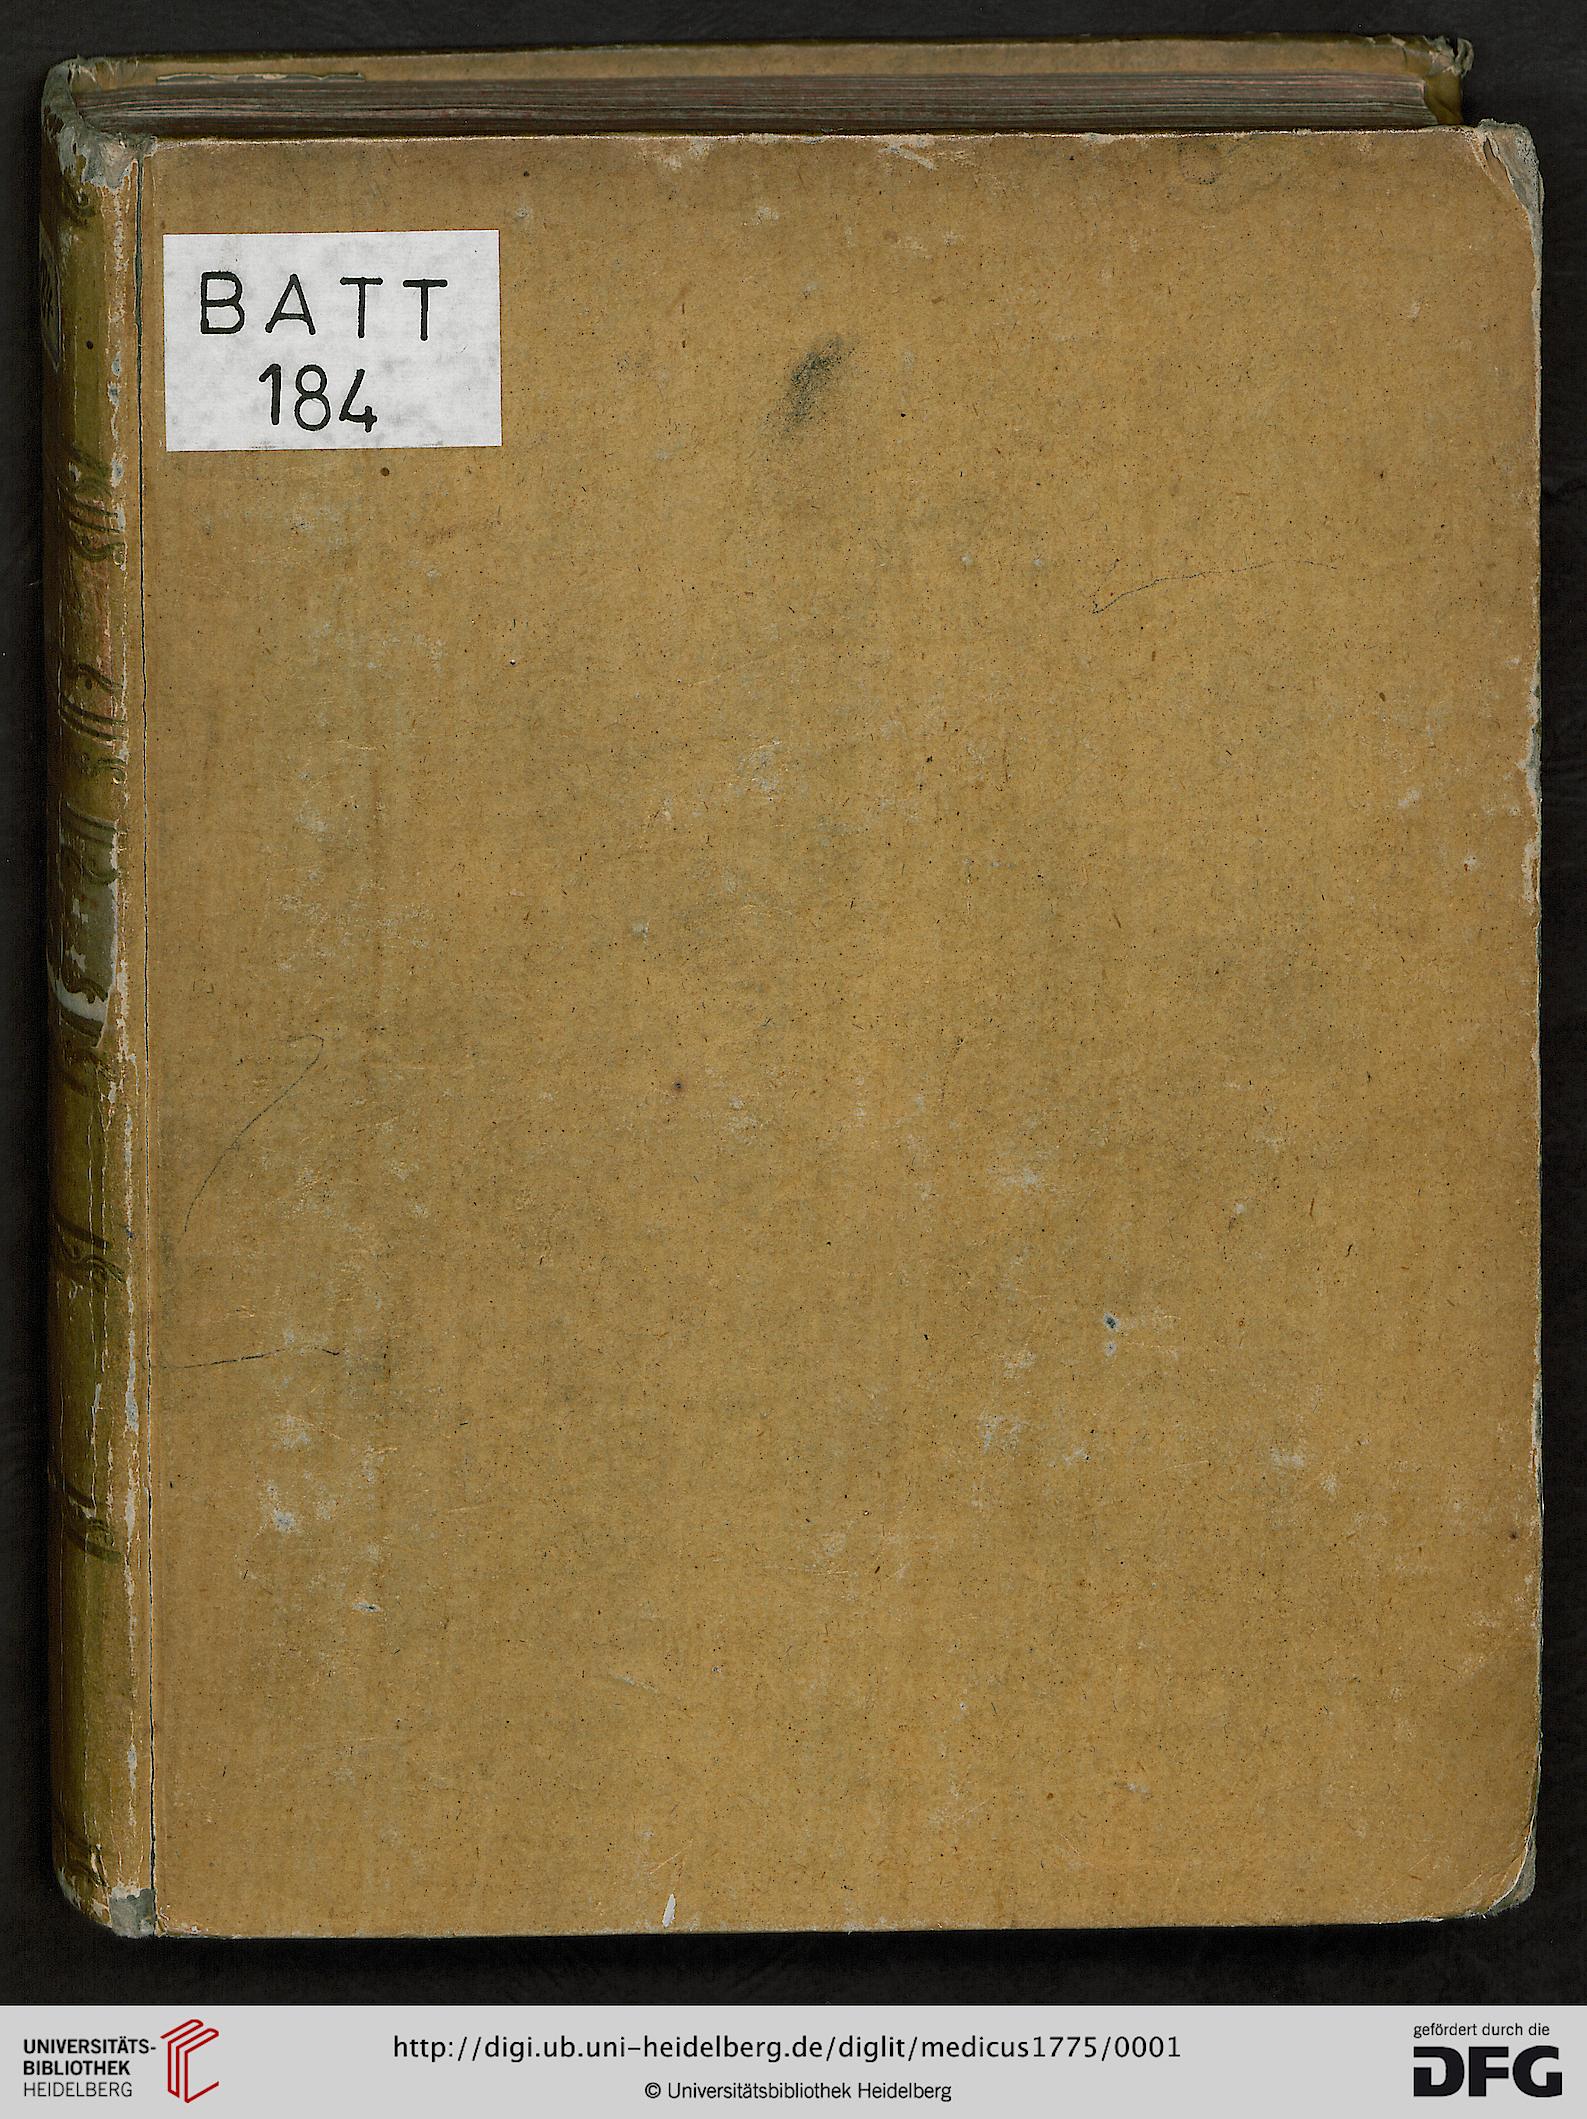 BATT
184
UNIVERSITÄTS-
BIBLIOTHEK
HEIDELBERG
http://digi.ub.uni-heidelberg.de/diglit/medicus1775/0001
© Universitätsbibliothek Heidelberg
gefördert durch die
DFG